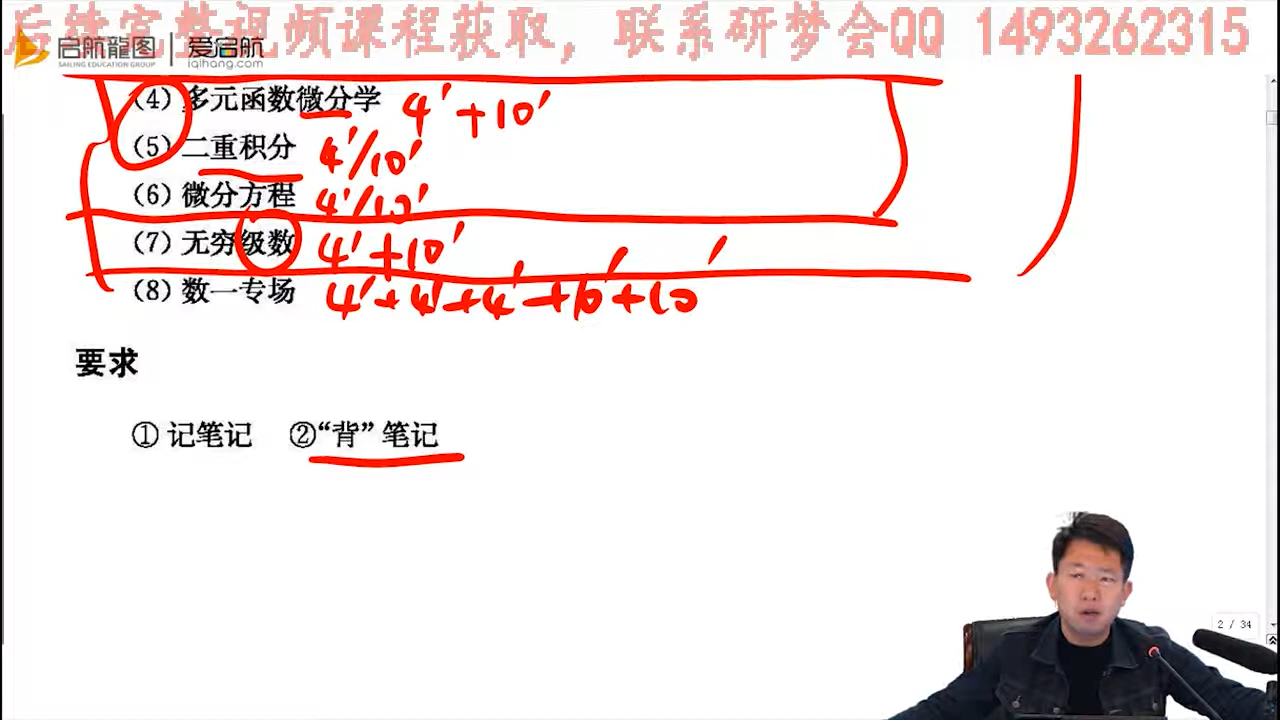 后续完整视频课程获取，联系研梦会QQ 1493262315
启航龍图 爱启航
SAILING EDUCATION GROUP iqihang.com
（4）多元函数微分学 4′+10′
（5）二重积分 4′/10′
（6）微分方程 4′/10′
（7）无穷级数 4′+10′
（8）数一专场 4′+4′+4′+10′+10′
要求
① 记笔记 ②“背” 笔记
2 / 34